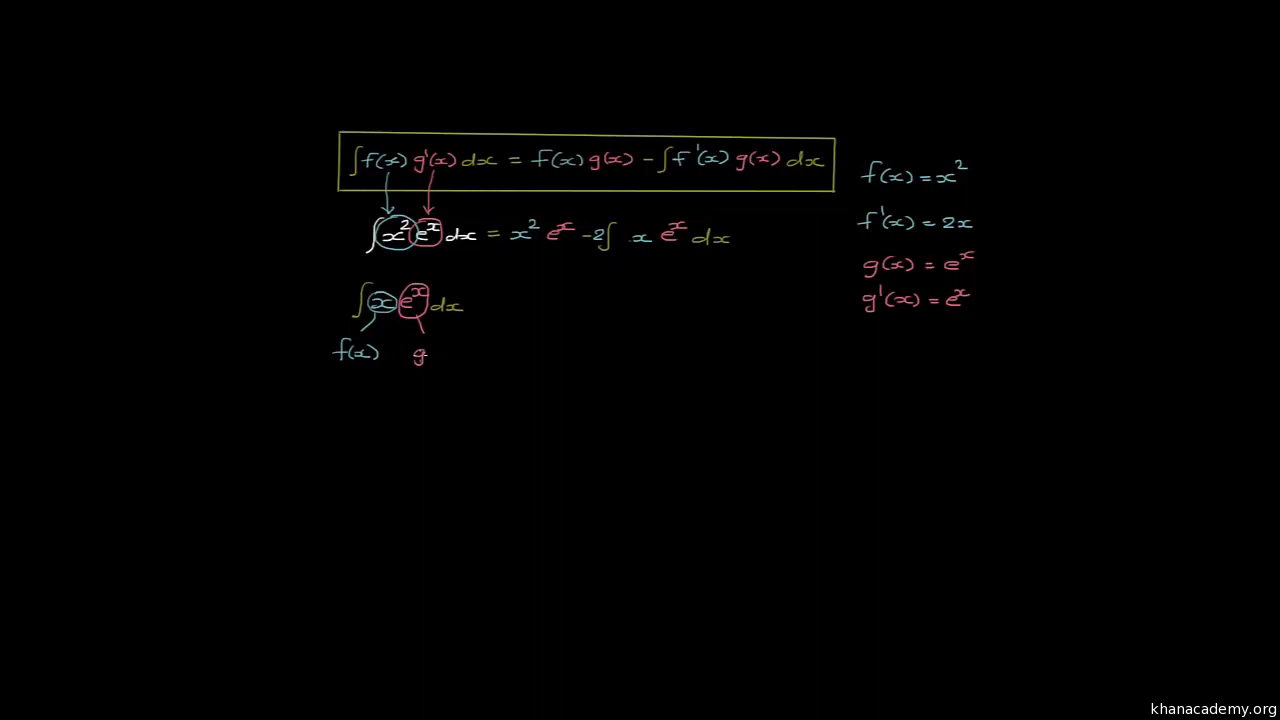 ∫f(x) g'(x) dx = f(x) g(x) - ∫f'(x) g(x) dx
∫x² eˣ dx = x² eˣ - 2∫ x eˣ dx
∫x eˣ dx
f(x) g
f(x) = x²
f'(x) = 2x
g(x) = eˣ
g'(x) = eˣ
khanacademy.org